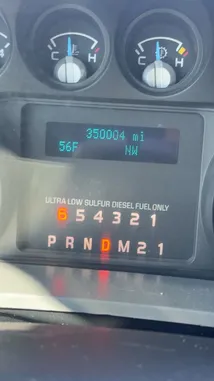 C H C H
350004 mi
56F NW
ULTRA LOW SULFUR DIESEL FUEL ONLY
6 5 4 3 2 1
P R N D M 2 1